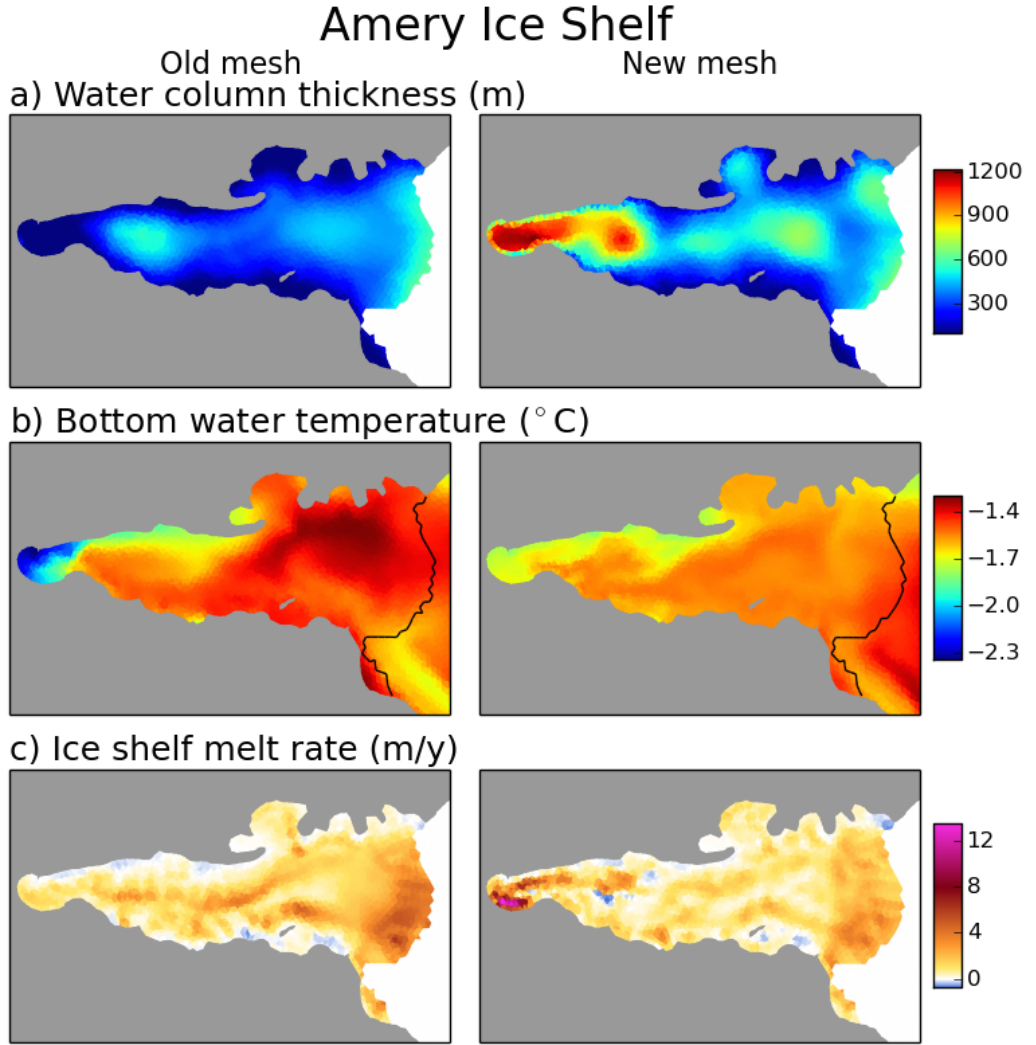 Amery Ice Shelf
Old mesh New mesh
a) Water column thickness (m)
1200
900
600
300
b) Bottom water temperature (°C)
−1.4
−1.7
−2.0
−2.3
c) Ice shelf melt rate (m/y)
12
8
4
0